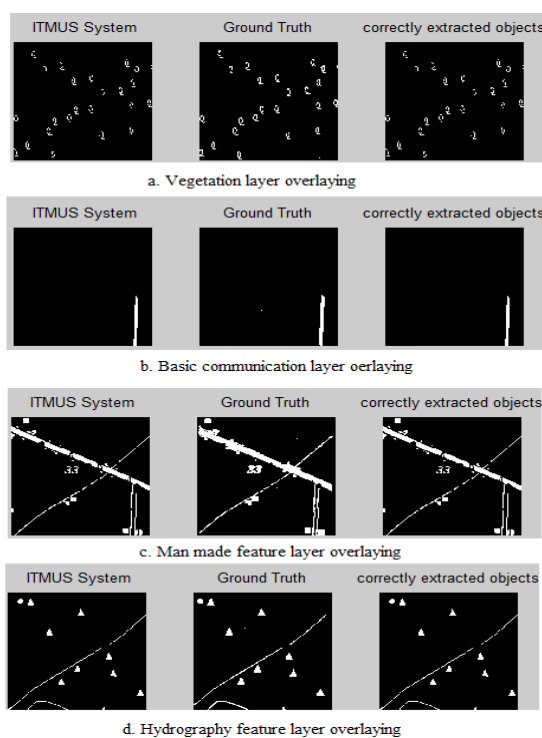 ITMUS System Ground Truth correctly extracted objects
a. Vegetation layer overlaying
ITMUS System Ground Truth correctly extracted objects
b. Basic communication layer oerlaying
ITMUS System Ground Truth correctly extracted objects
33 33 33
c. Man made feature layer overlaying
ITMUS System Ground Truth correctly extracted objects
d. Hydrography feature layer overlaying